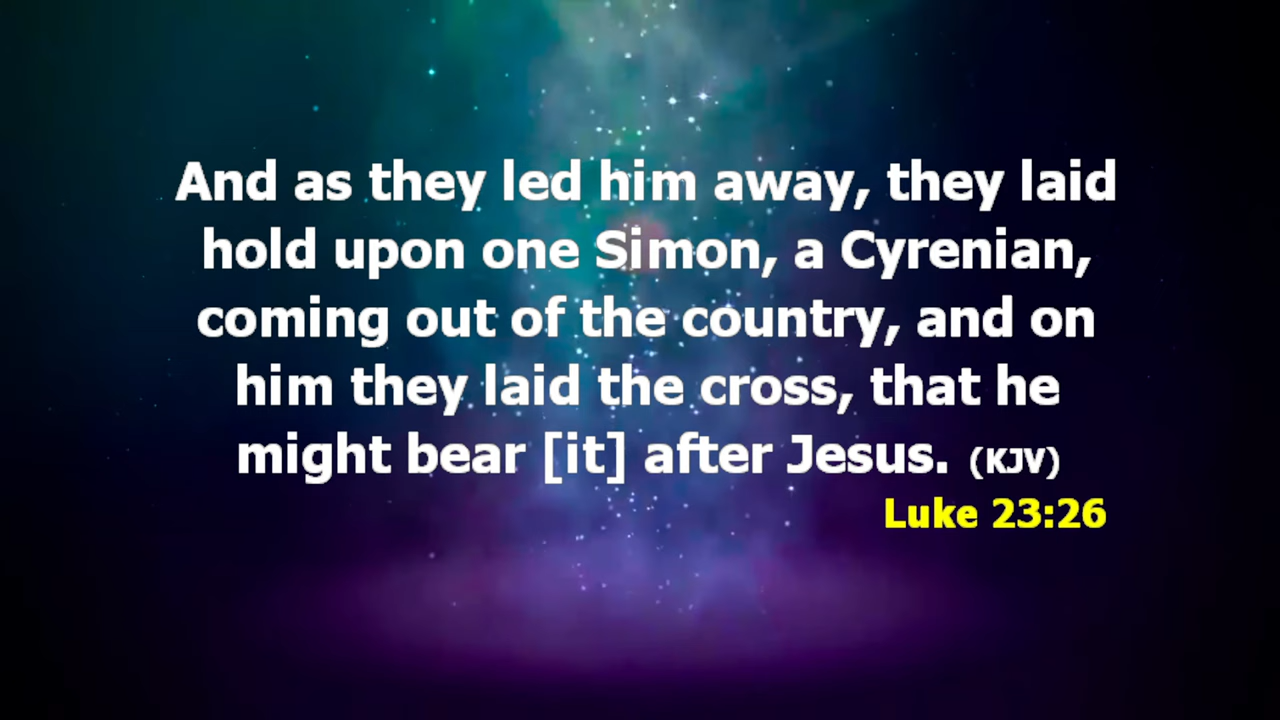 And as they led him away, they laid
hold upon one Simon, a Cyrenian,
coming out of the country, and on
him they laid the cross, that he
might bear [it] after Jesus. (KJV)
Luke 23:26